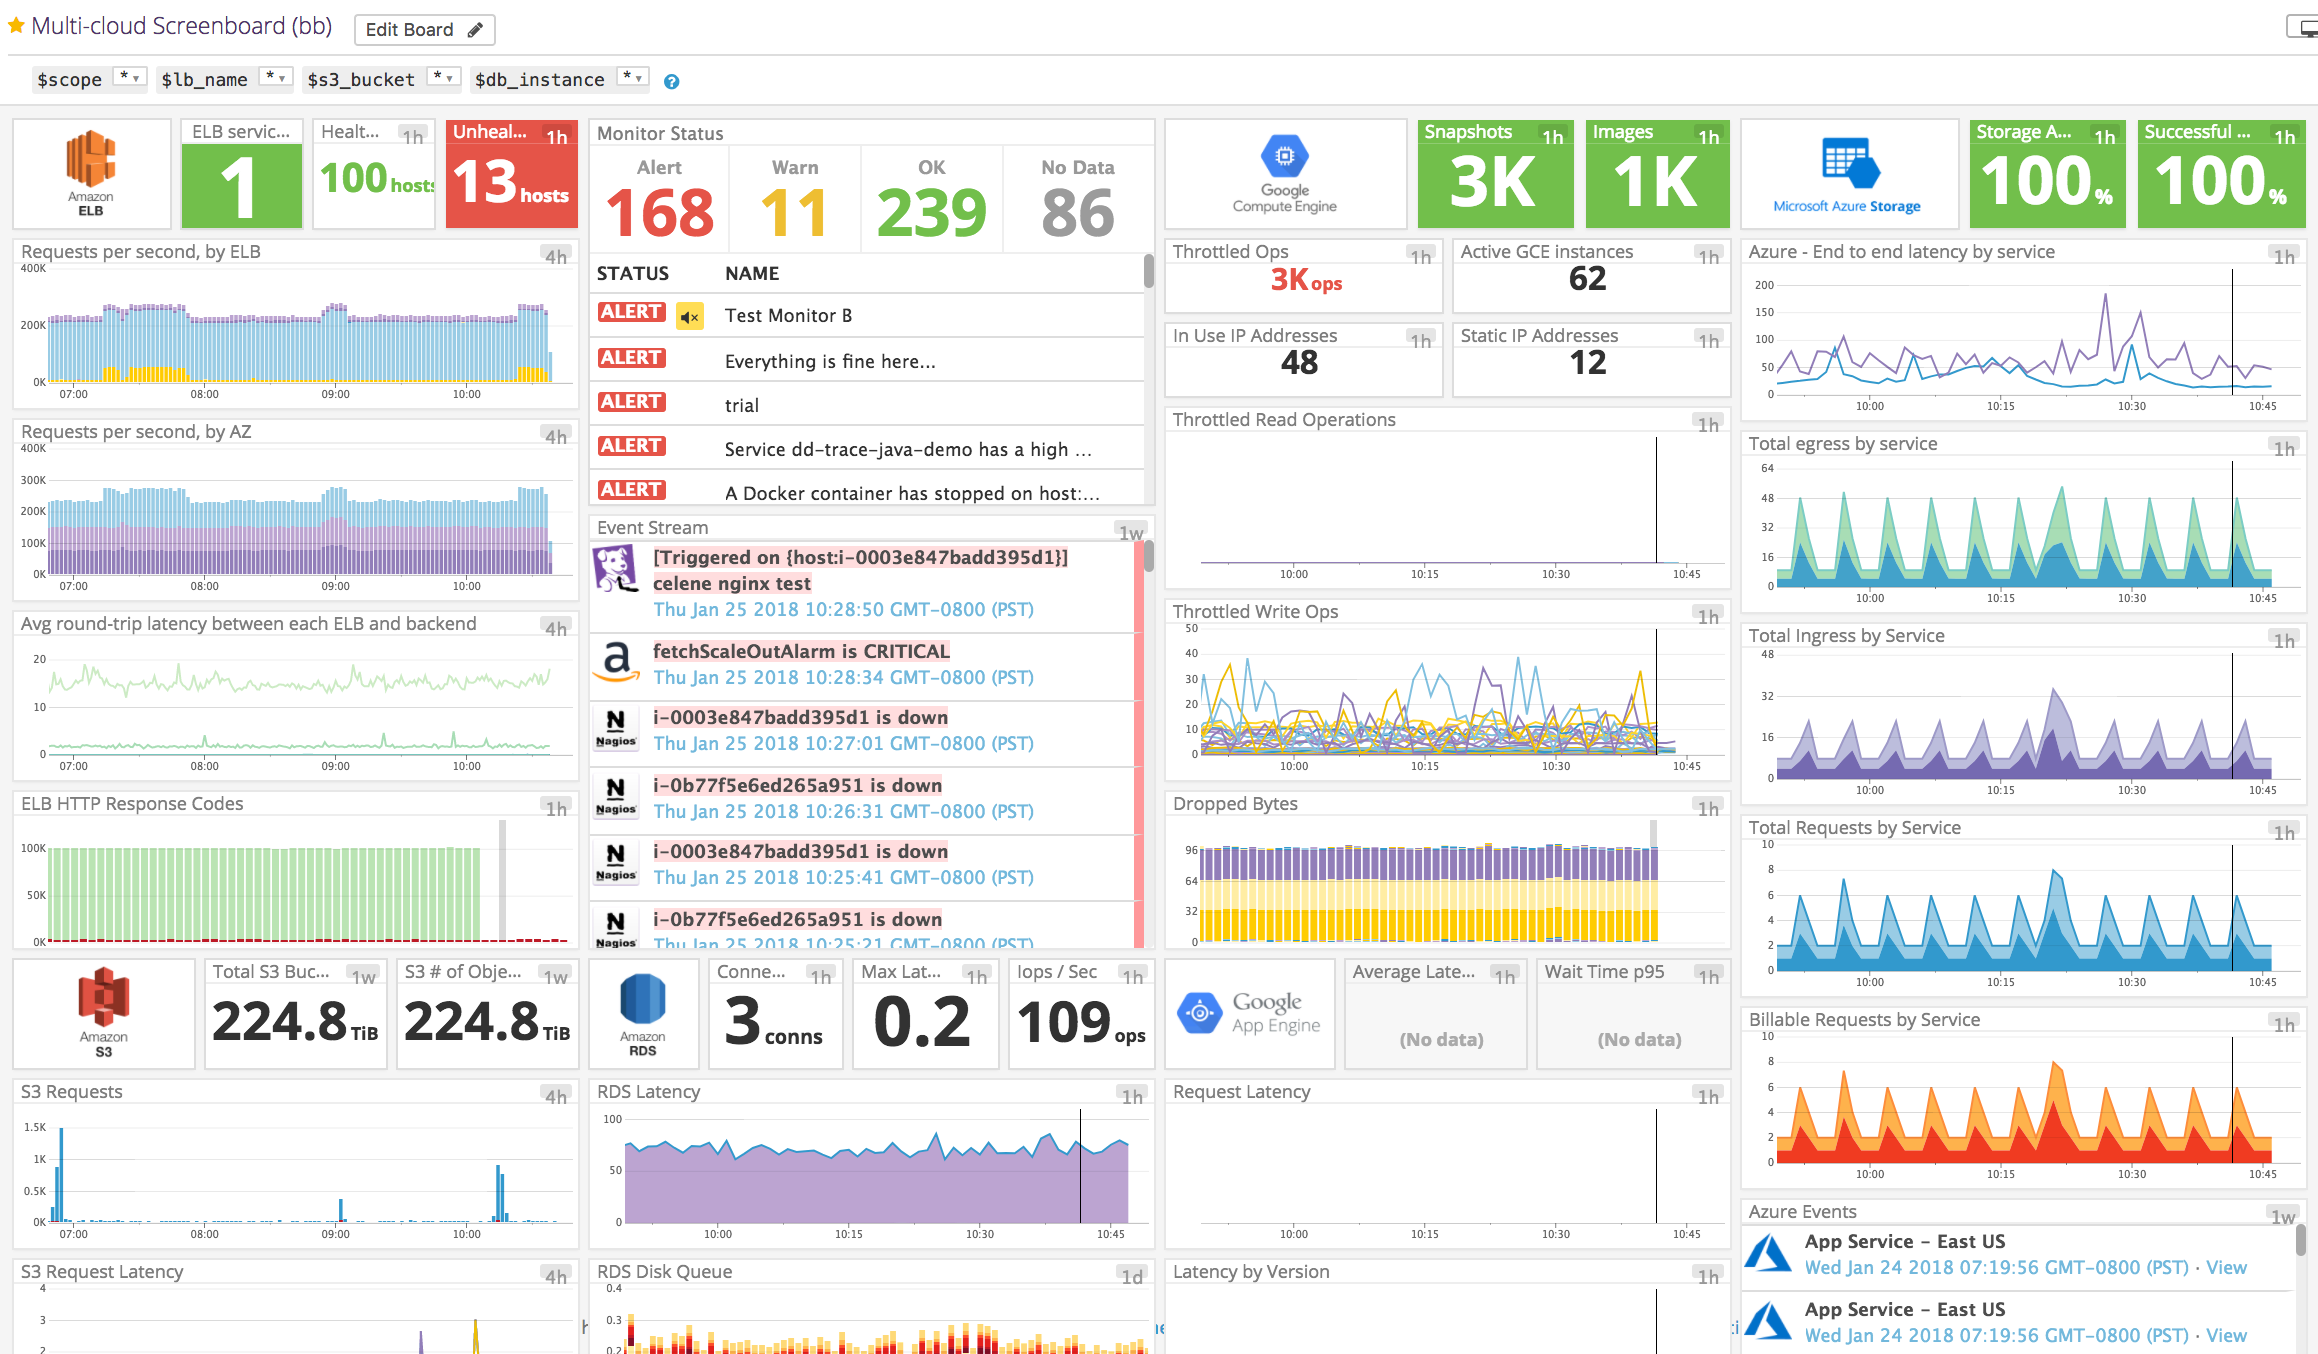 Multi-cloud Screenboard (bb)
Edit Board
$scope * $lb_name * $s3_bucket * $db_instance * ?
Amazon
ELB
ELB servic...
1
Healt... 1h
100 hosts
Unheal... 1h
13 hosts
Requests per second, by ELB 4h
400K
200K
0K
07:00 08:00 09:00 10:00
Requests per second, by AZ 4h
400K
300K
200K
100K
0K
07:00 08:00 09:00 10:00
Avg round-trip latency between each ELB and backend 4h
20
10
0
07:00 08:00 09:00 10:00
ELB HTTP Response Codes 1h
100K
50K
0K
Amazon
S3
Total S3 Buc... 1w
224.8 TiB
S3 # of Obje... 1w
224.8 TiB
S3 Requests 4h
1.5K
1K
0.5K
0K
07:00 08:00 09:00 10:00
S3 Request Latency 4h
4
3
2
Monitor Status
Alert Warn OK No Data
168 11 239 86
STATUS NAME
ALERT Test Monitor B
ALERT Everything is fine here...
ALERT trial
ALERT Service dd-trace-java-demo has a high ...
ALERT A Docker container has stopped on host:...
Event Stream 1w
[Triggered on {host:i-0003e847badd395d1}]
celene nginx test
Thu Jan 25 2018 10:28:50 GMT-0800 (PST)
fetchScaleOutAlarm is CRITICAL
Thu Jan 25 2018 10:28:34 GMT-0800 (PST)
N
Nagios
i-0003e847badd395d1 is down
Thu Jan 25 2018 10:27:01 GMT-0800 (PST)
N
Nagios
i-0b77f5e6ed265a951 is down
Thu Jan 25 2018 10:26:31 GMT-0800 (PST)
N
Nagios
i-0003e847badd395d1 is down
Thu Jan 25 2018 10:25:41 GMT-0800 (PST)
N
Nagios
i-0b77f5e6ed265a951 is down
Thu Jan 25 2018 10:25:21 GMT-0800 (PST)
Amazon
RDS
Conne... 1h
3 conns
Max Lat... 1h
0.2
Iops / Sec 1h
109 ops
RDS Latency 1h
100
50
0
10:00 10:15 10:30 10:45
RDS Disk Queue 1d
0.4
0.3
0.2
Google
Compute Engine
Snapshots 1h
3K
Images 1h
1K
Throttled Ops 1h
3K ops
Active GCE instances 1h
62
In Use IP Addresses 1h
48
Static IP Addresses 1h
12
Throttled Read Operations 1h
10:00 10:15 10:30 10:45
Throttled Write Ops 1h
50
40
30
20
10
0
10:00 10:15 10:30 10:45
Dropped Bytes 1h
96
64
32
0
Google
App Engine
Average Late... 1h
(No data)
Wait Time p95 1h
(No data)
Request Latency 1h
10:00 10:15 10:30 10:45
Latency by Version 1h
Microsoft Azure Storage
Storage A... 1h
100 %
Successful ... 1h
100 %
Azure - End to end latency by service 1h
200
150
100
50
0
10:00 10:15 10:30 10:45
Total egress by service 1h
64
48
32
16
0
10:00 10:15 10:30 10:45
Total Ingress by Service 1h
48
32
16
0
10:00 10:15 10:30 10:45
Total Requests by Service 1h
10
8
6
4
2
0
10:00 10:15 10:30 10:45
Billable Requests by Service 1h
10
8
6
4
2
0
10:00 10:15 10:30 10:45
Azure Events 1w
App Service - East US
Wed Jan 24 2018 07:19:56 GMT-0800 (PST) · View
App Service - East US
Wed Jan 24 2018 07:19:56 GMT-0800 (PST) · View